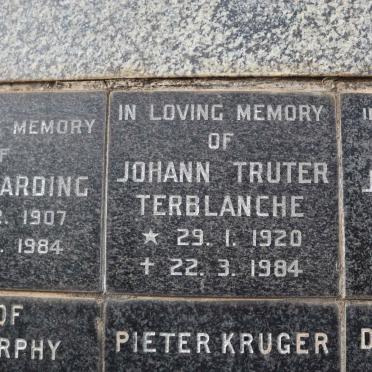 MEMORY
ARDING
1907
1984
IN LOVING MEMORY
OF
JOHANN TRUTER
TERBLANCHE
★ 29. 1. 1920
✝ 22. 3. 1984
OF
RPHY
PIETER KRUGER